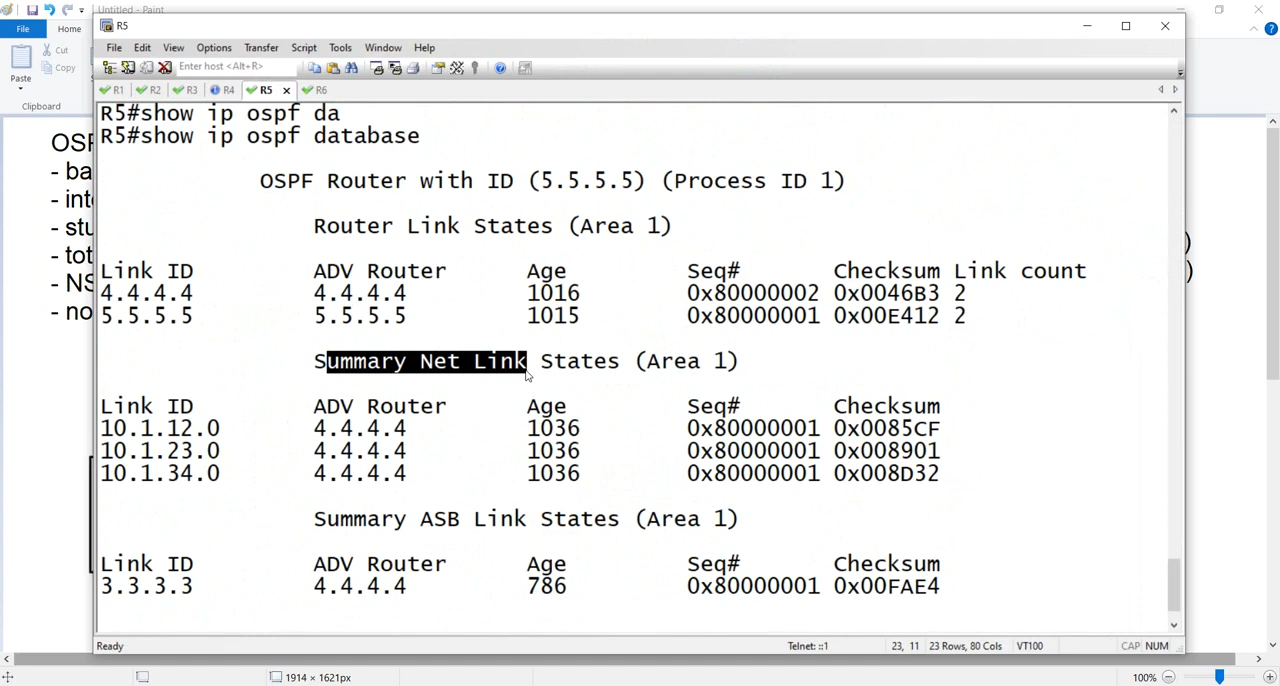 Untitled - Paint
File
Home
Paste
Cut
Copy
Clipboard
R5
File Edit View Options Transfer Script Tools Window Help
Enter host <Alt+R>
R1 R2 R3 R4 R5 R6
R5#show ip ospf da
R5#show ip ospf database
OSPF Router with ID (5.5.5.5) (Process ID 1)
Router Link States (Area 1)
Link ID ADV Router Age Seq# Checksum Link count
4.4.4.4 4.4.4.4 1016 0x80000002 0x0046B3 2
5.5.5.5 5.5.5.5 1015 0x80000001 0x00E412 2
Summary Net Link States (Area 1)
Link ID ADV Router Age Seq# Checksum
10.1.12.0 4.4.4.4 1036 0x80000001 0x0085CF
10.1.23.0 4.4.4.4 1036 0x80000001 0x008901
10.1.34.0 4.4.4.4 1036 0x80000001 0x008D32
Summary ASB Link States (Area 1)
Link ID ADV Router Age Seq# Checksum
3.3.3.3 4.4.4.4 786 0x80000001 0x00FAE4
Ready Telnet: ::1 23, 11 23 Rows, 80 Cols VT100 CAP NUM
1914 × 1621px 100%